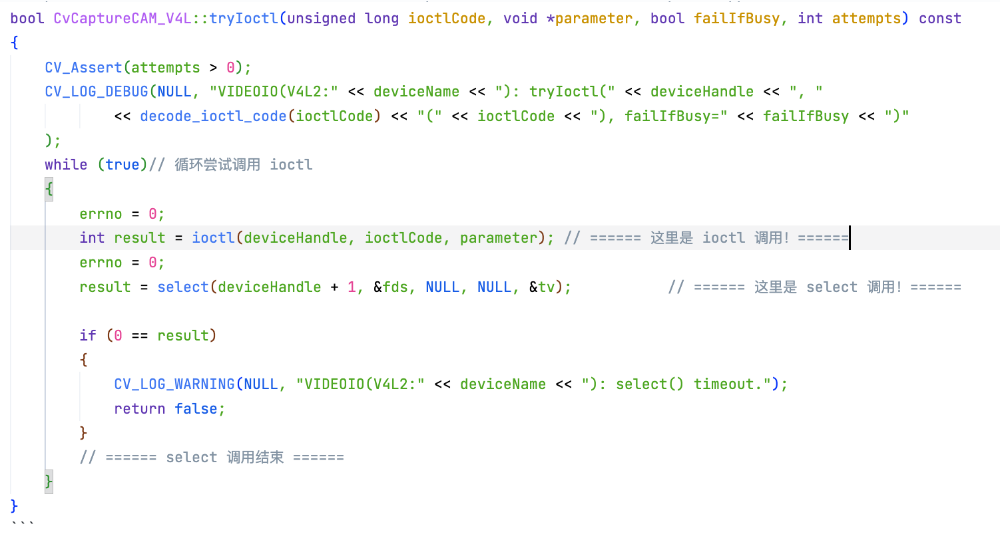 bool CvCaptureCAM_V4L::tryIoctl(unsigned long ioctlCode, void *parameter, bool failIfBusy, int attempts) const
{
    CV_Assert(attempts > 0);
    CV_LOG_DEBUG(NULL, "VIDEOIO(V4L2:" << deviceName << "): tryIoctl(" << deviceHandle << ", "
            << decode_ioctl_code(ioctlCode) << "(" << ioctlCode << "), failIfBusy=" << failIfBusy << ")"
    );
    while (true)// 循环尝试调用 ioctl
    {
        errno = 0;
        int result = ioctl(deviceHandle, ioctlCode, parameter); // ====== 这里是 ioctl 调用! ======
        errno = 0;
        result = select(deviceHandle + 1, &fds, NULL, NULL, &tv);           // ====== 这里是 select 调用! ======
        if (0 == result)
        {
            CV_LOG_WARNING(NULL, "VIDEOIO(V4L2:" << deviceName << "): select() timeout.");
            return false;
        }
        // ====== select 调用结束 ======
    }
}
```